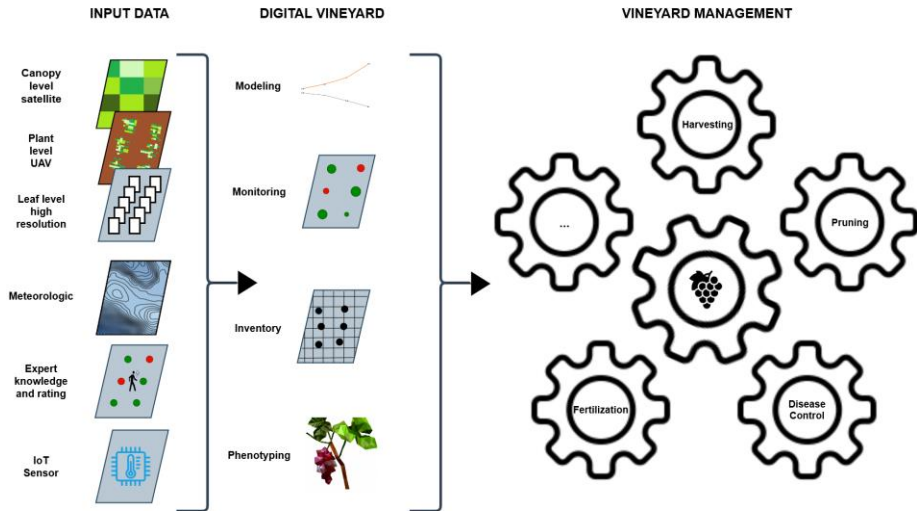 INPUT DATA
DIGITAL VINEYARD
VINEYARD MANAGEMENT
Canopy
level
satellite
Plant
level
UAV
Leaf level
high
resolution
Meteorologic
Expert
knowledge
and rating
IoT
Sensor
Modeling
Monitoring
Inventory
Phenotyping
Harvesting
...
Pruning
Fertilization
Disease
Control